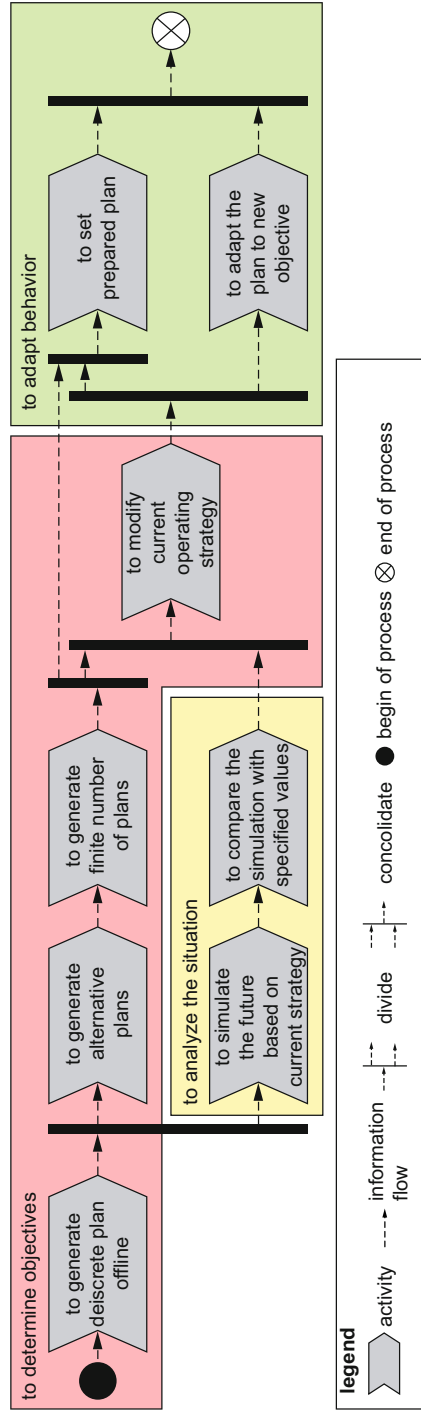 to determine objectives
to generate
deiscrete plan
offline
to generate
alternative
plans
to generate
finite number
of plans
to analyze the situation
to simulate
the future
based on
current strategy
to compare the
simulation with
specified values
to modify
current
operating
strategy
to adapt behavior
to set
prepared plan
to adapt the
plan to new
objective
legend
activity
information
flow
divide
concolidate
begin of process
end of process